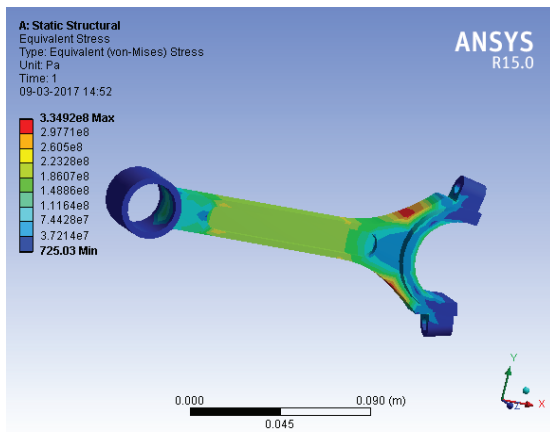 A: Static Structural
Equivalent Stress
Type: Equivalent (von-Mises) Stress
Unit: Pa
Time: 1
09-03-2017 14:52
ANSYS
R15.0
3.3492e8 Max
2.9771e8
2.605e8
2.2328e8
1.8607e8
1.4886e8
1.1164e8
7.4428e7
3.7214e7
725.03 Min
0.000
0.090 (m)
0.045
Y
Z
X